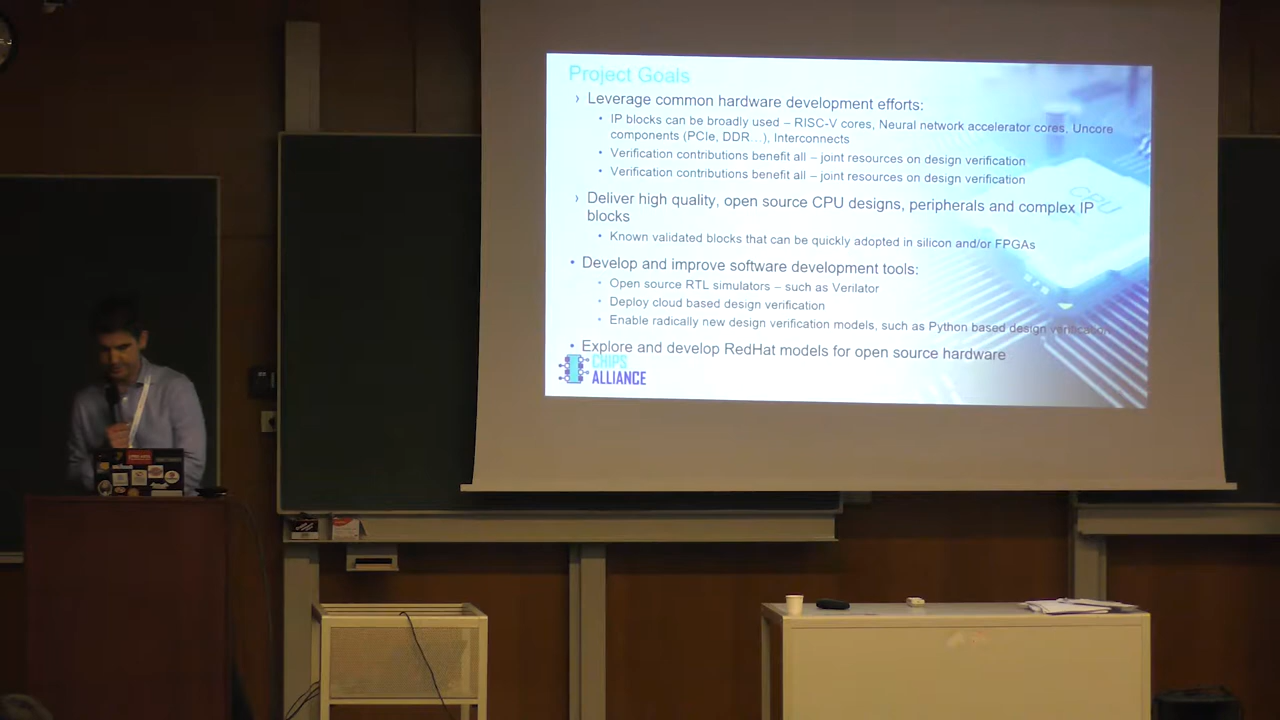 Project Goals
› Leverage common hardware development efforts:
• IP blocks can be broadly used – RISC-V cores, Neural network accelerator cores, Uncore
components (PCIe, DDR…), Interconnects
• Verification contributions benefit all – joint resources on design verification
• Verification contributions benefit all – joint resources on design verification
› Deliver high quality, open source CPU designs, peripherals and complex IP
blocks
• Known validated blocks that can be quickly adopted in silicon and/or FPGAs
• Develop and improve software development tools:
• Open source RTL simulators – such as Verilator
• Deploy cloud based design verification
• Enable radically new design verification models, such as Python based design verification
• Explore and develop RedHat models for open source hardware
CHIPS
ALLIANCE
CPU